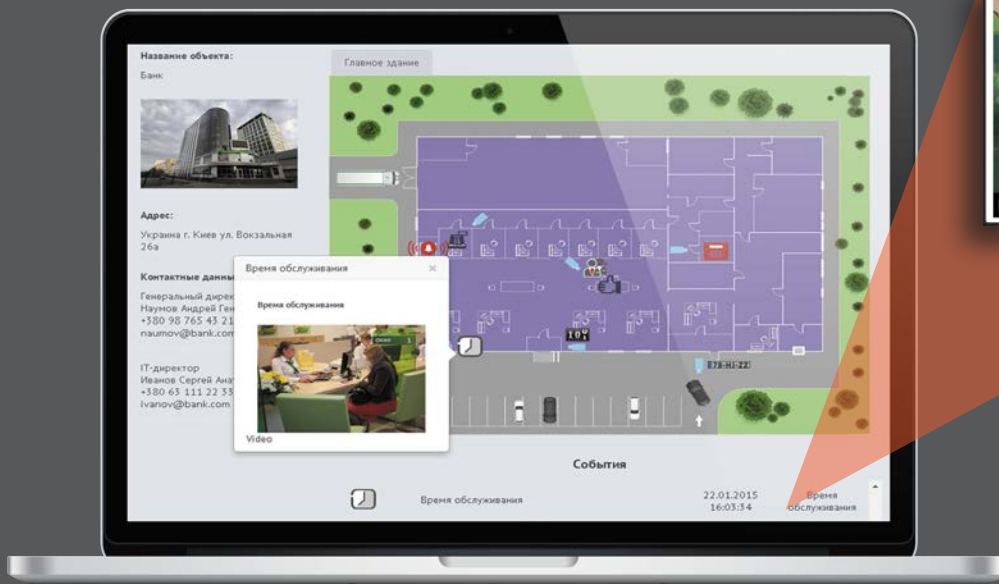 Название объекта:
Банк
Адрес:
Украина г. Киев ул. Вокзальная
26а
Контактные данны
Генеральный дирек
Наумов Андрей Ген
+380 98 765 43 21
naumov@bank.com
IT-директор
Иванов Сергей Ана
+380 63 111 22 33
ivanov@bank.com
Главное здание
Время обслуживания
Время обслуживания
Video
События
Время обслуживания
22.01.2015
16:03:34
Время
обслуживания